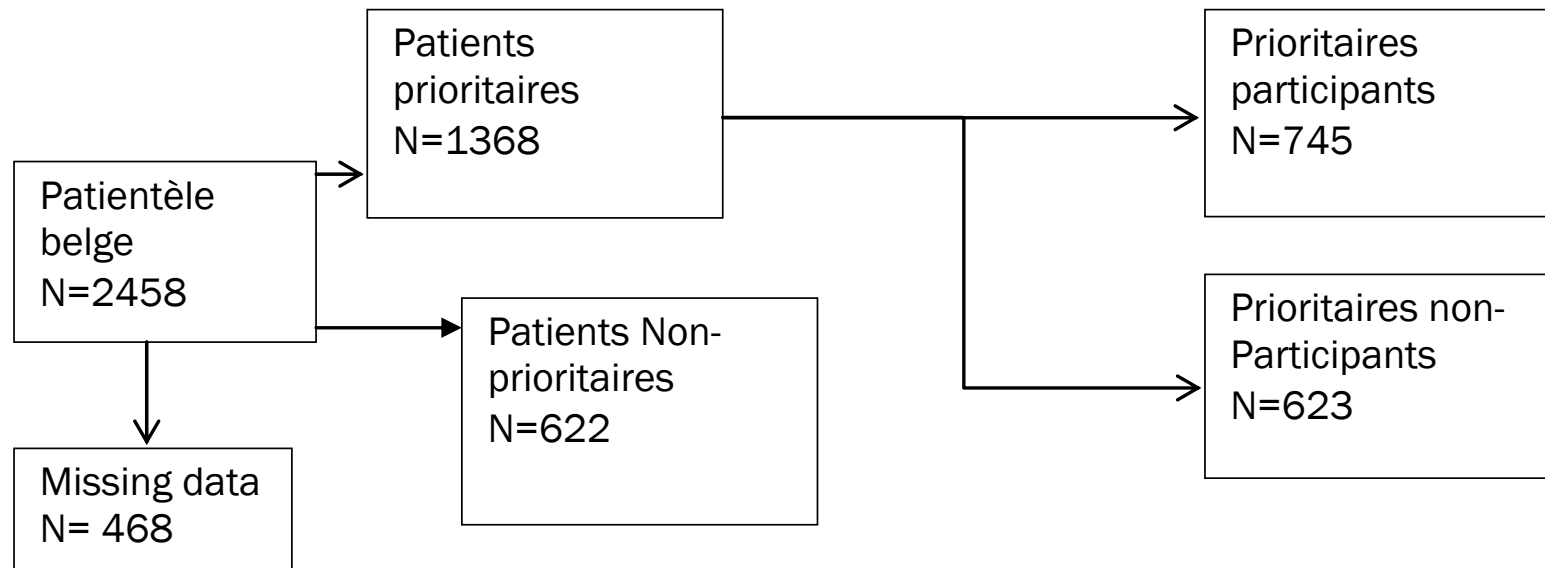 Patientèle
belge
N=2458
Missing data
N= 468
Patients
prioritaires
N=1368
Patients Non-
prioritaires
N=622
Prioritaires
participants
N=745
Prioritaires non-
Participants
N=623